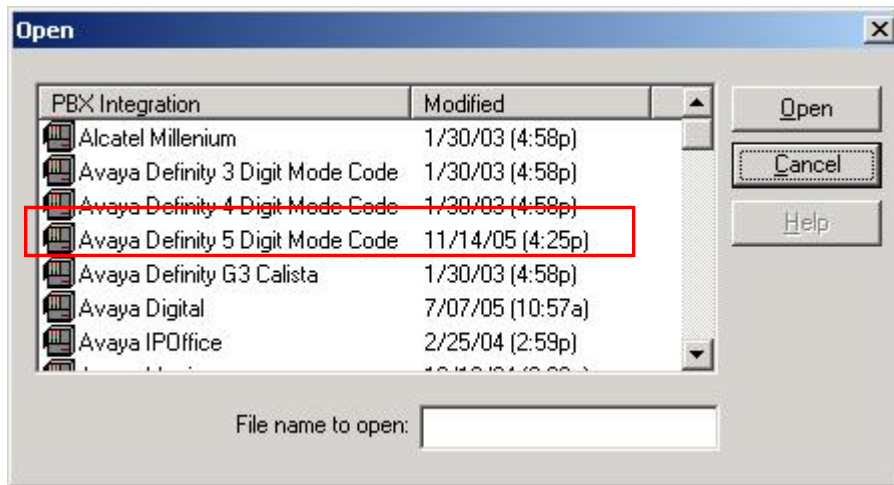 Open
PBX Integration Modified
Alcatel Millenium 1/30/03 (4:58p)
Avaya Definity 3 Digit Mode Code 1/30/03 (4:58p)
Avaya Definity 4 Digit Mode Code 1/30/03 (4:58p)
Avaya Definity 5 Digit Mode Code 11/14/05 (4:25p)
Avaya Definity G3 Calista 1/30/03 (4:58p)
Avaya Digital 7/07/05 (10:57a)
Avaya IPOffice 2/25/04 (2:59p)
Open
Cancel
Help
File name to open: